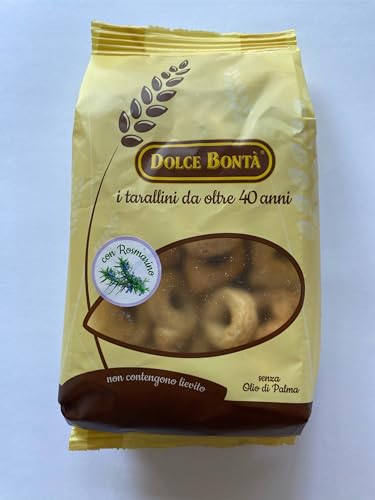 DOLCE BONTÀ®
i tarallini da oltre 40 anni
con Rosmarino
non contengono lievito
senza
Olio di Palma